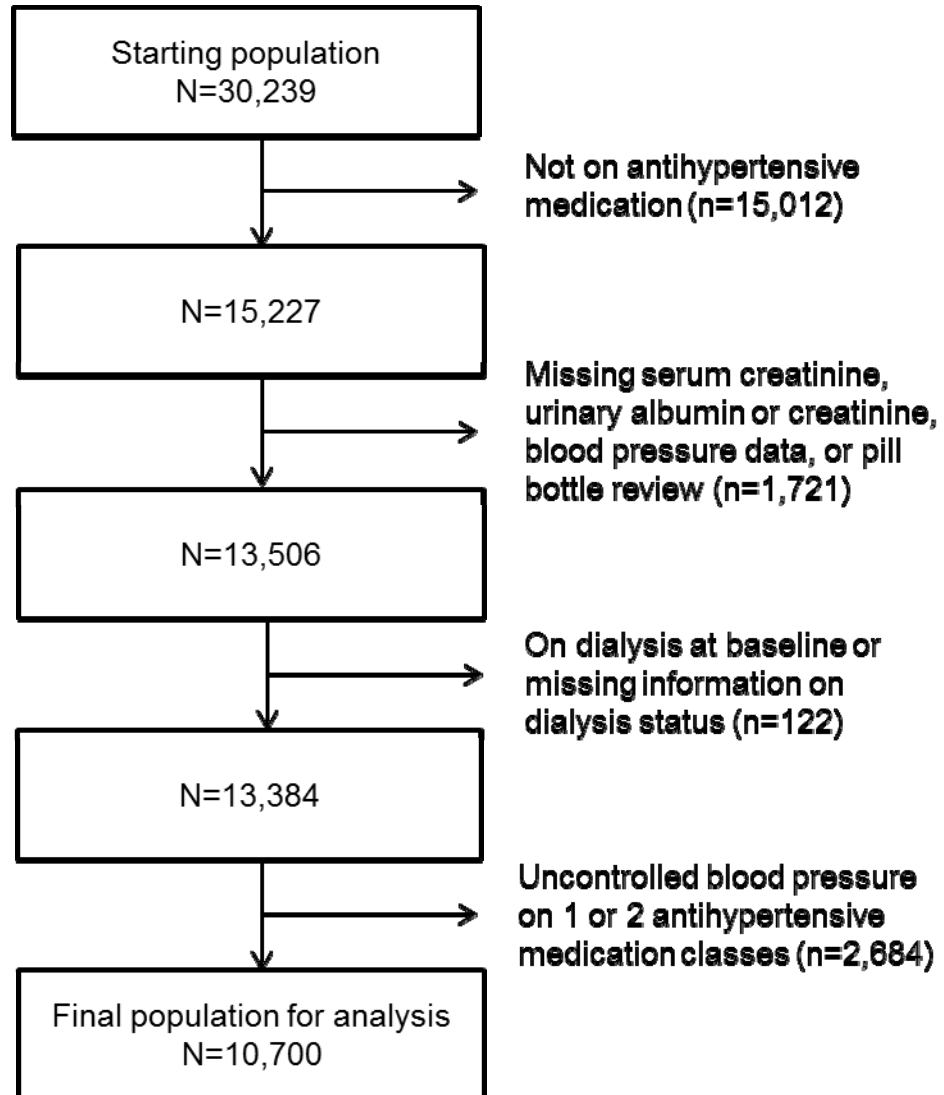 Starting population
N=30,239
Not on antihypertensive
medication (n=15,012)
N=15,227
Missing serum creatinine,
urinary albumin or creatinine,
blood pressure data, or pill
bottle review (n=1,721)
N=13,506
On dialysis at baseline or
missing information on
dialysis status (n=122)
N=13,384
Uncontrolled blood pressure
on 1 or 2 antihypertensive
medication classes (n=2,684)
Final population for analysis
N=10,700